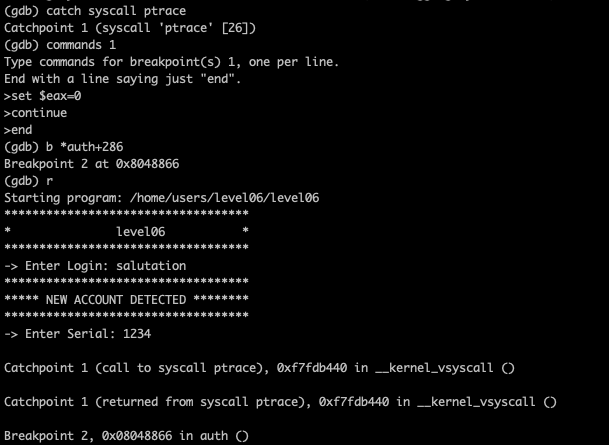 (gdb) catch syscall ptrace
Catchpoint 1 (syscall 'ptrace' [26])
(gdb) commands 1
Type commands for breakpoint(s) 1, one per line.
End with a line saying just "end".
>set $eax=0
>continue
>end
(gdb) b *auth+286
Breakpoint 2 at 0x8048866
(gdb) r
Starting program: /home/users/level06/level06
***********************************
*               level06           *
***********************************
-> Enter Login: salutation
***********************************
***** NEW ACCOUNT DETECTED ********
***********************************
-> Enter Serial: 1234
Catchpoint 1 (call to syscall ptrace), 0xf7fdb440 in __kernel_vsyscall ()
Catchpoint 1 (returned from syscall ptrace), 0xf7fdb440 in __kernel_vsyscall ()
Breakpoint 2, 0x08048866 in auth ()